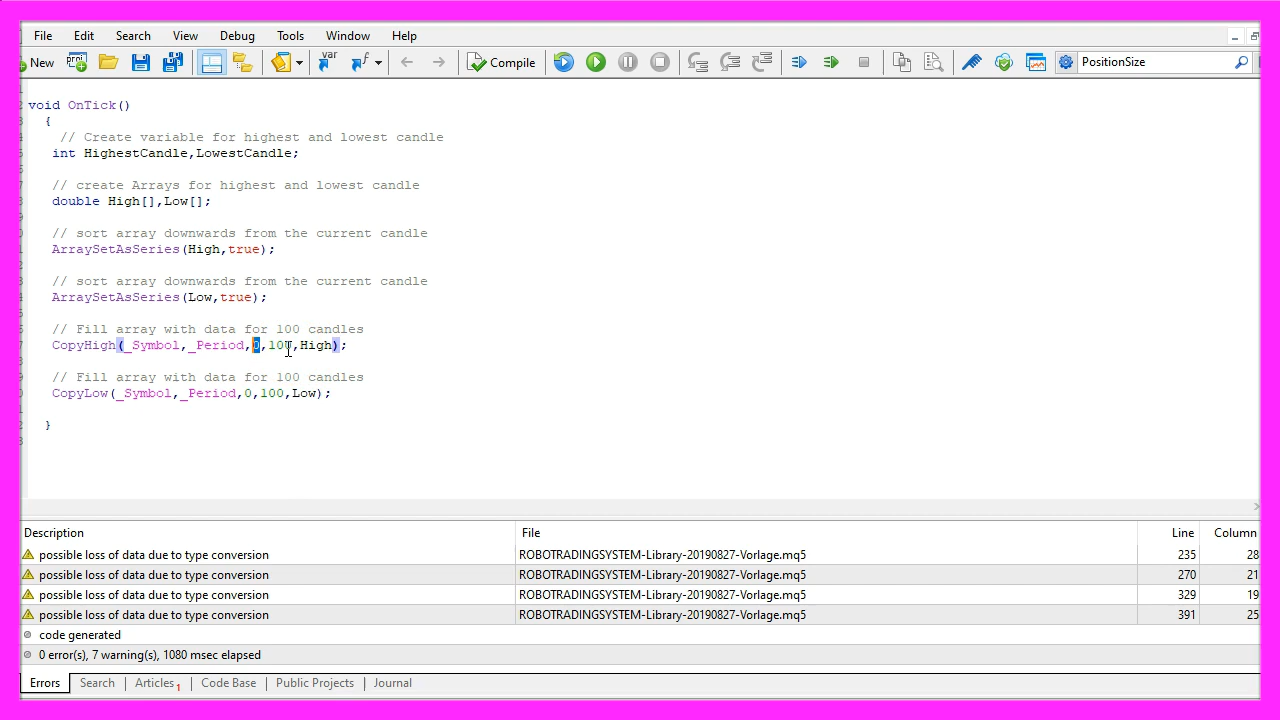 File Edit Search View Debug Tools Window Help
New Compile PositionSize
void OnTick()
{
// Create variable for highest and lowest candle
int HighestCandle,LowestCandle;
// create Arrays for highest and lowest candle
double High[],Low[];
// sort array downwards from the current candle
ArraySetAsSeries(High,true);
// sort array downwards from the current candle
ArraySetAsSeries(Low,true);
// Fill array with data for 100 candles
CopyHigh(_Symbol,_Period,0,100,High);
// Fill array with data for 100 candles
CopyLow(_Symbol,_Period,0,100,Low);
}
Description File Line Column
possible loss of data due to type conversion ROBOTRADINGSYSTEM-Library-20190827-Vorlage.mq5 235 28
possible loss of data due to type conversion ROBOTRADINGSYSTEM-Library-20190827-Vorlage.mq5 270 21
possible loss of data due to type conversion ROBOTRADINGSYSTEM-Library-20190827-Vorlage.mq5 329 19
possible loss of data due to type conversion ROBOTRADINGSYSTEM-Library-20190827-Vorlage.mq5 391 25
code generated
0 error(s), 7 warning(s), 1080 msec elapsed
Errors Search Articles 1 Code Base Public Projects Journal